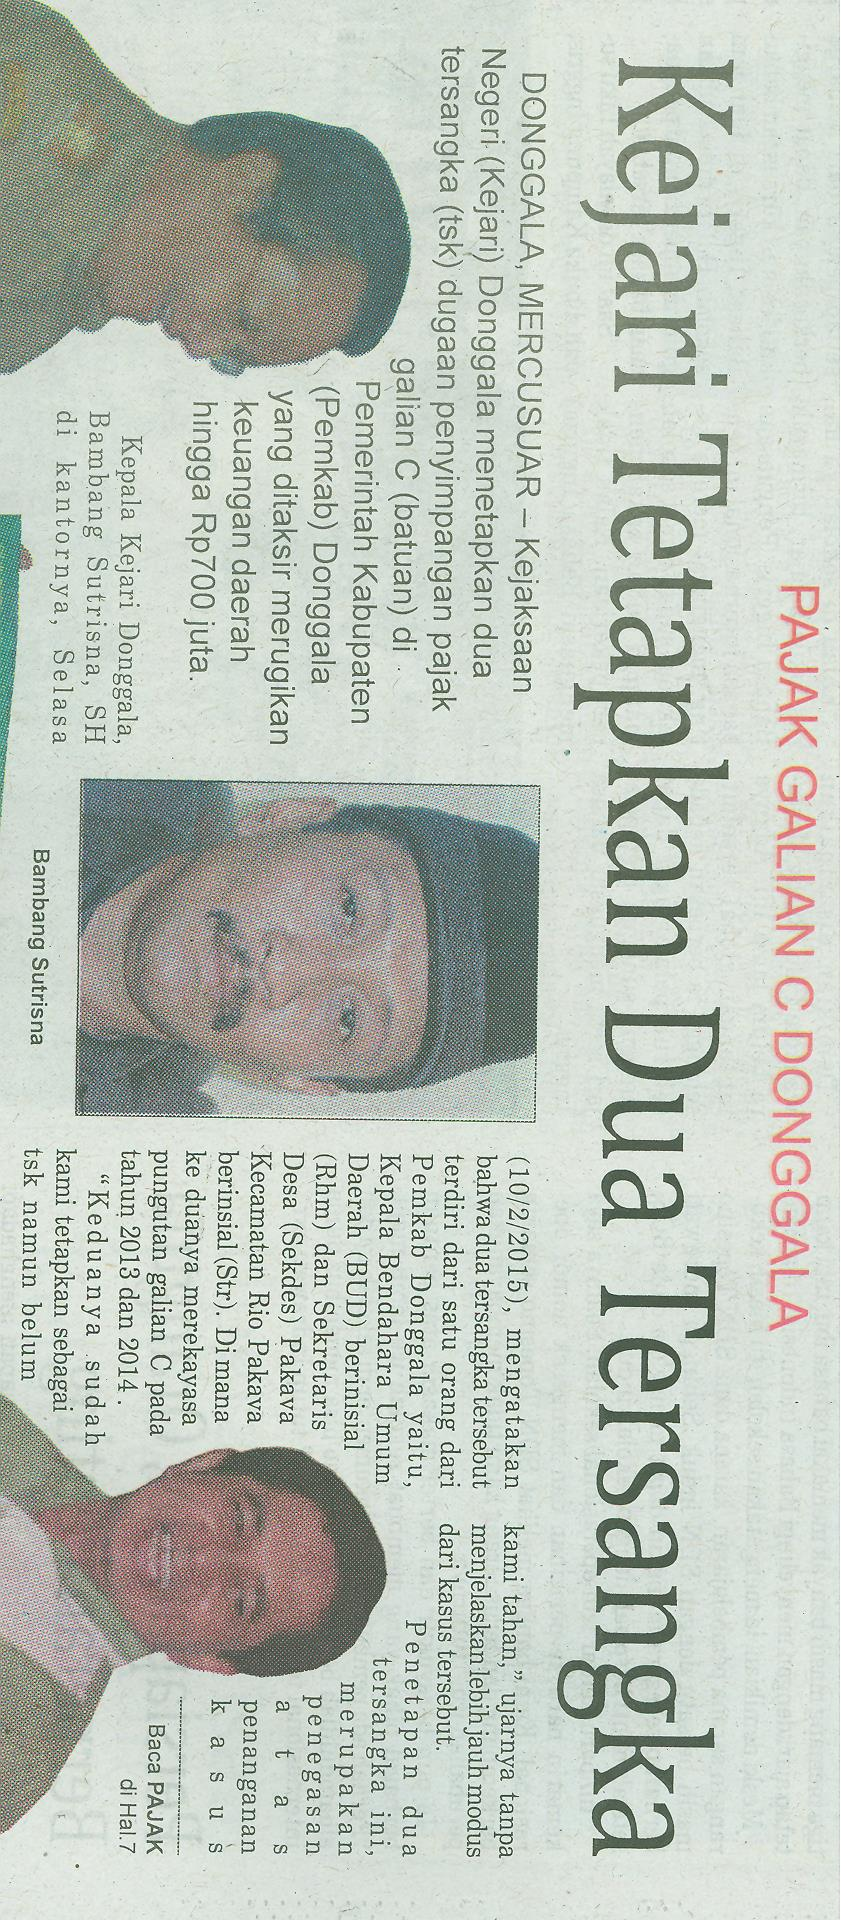 PAJAK GALIAN C DONGGALA
Kejari Tetapkan Dua Tersangka
DONGGALA, MERCUSUAR – Kejaksaan
Negeri (Kejari) Donggala menetapkan dua
tersangka (tsk) dugaan penyimpangan pajak
galian C (batuan) di
Pemerintah Kabupaten
(Pemkab) Donggala
yang ditaksir merugikan
keuangan daerah
hingga Rp700 juta.
Kepala Kejari Donggala,
Bambang Sutrisna, SH
di kantornya, Selasa
Bambang Sutrisna
(10/2/2015), mengatakan
bahwa dua tersangka tersebut
terdiri dari satu orang dari
Pemkab Donggala yaitu,
Kepala Bendahara Umum
Daerah (BUD) berinisial
(Rhm) dan Sekretaris
Desa (Sekdes) Pakava
Kecamatan Rio Pakava
berinsial (Str). Di mana
ke duanya merekayasa
pungutan galian C pada
tahun 2013 dan 2014.
“Keduanya sudah
kami tetapkan sebagai
tsk namun belum
kami tahan,” ujarnya tanpa
menjelaskan lebih jauh modus
dari kasus tersebut.
Penetapan dua
tersangka ini,
merupakan
penegasan
atas
penanganan
kasus
Baca PAJAK
di Hal.7